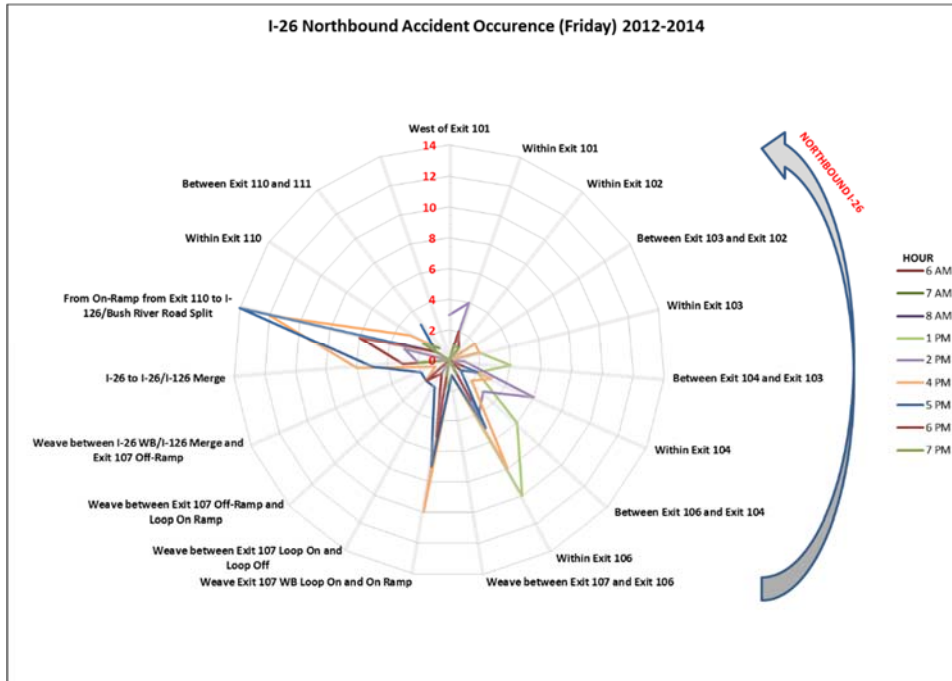 I-26 Northbound Accident Occurence (Friday) 2012-2014
West of Exit 101
Within Exit 101
Within Exit 102
Between Exit 103 and Exit 102
Within Exit 103
Between Exit 104 and 103
Within Exit 104
Between Exit 106 and Exit 104
Within Exit 106
Weave between Exit 107 and Exit 106
Weave Exit 107 WB Loop On and On Ramp
Weave between Exit 107 Loop On and
Loop Off
Weave between Exit 107 Off-Ramp and
Loop On Ramp
Weave between I-26 WB/I-126 Merge and
Exit 107 Off-Ramp
I-26 to I-26/I-126 Merge
From On-Ramp from Exit 110 to I-
126/Bush River Road Split
Within Exit 110
Between Exit 110 and 111
14
12
10
8
6
4
2
0
NORTHBOUND I-26
HOUR
6 AM
7 AM
8 AM
1 PM
2 PM
4 PM
5 PM
6 PM
7 PM